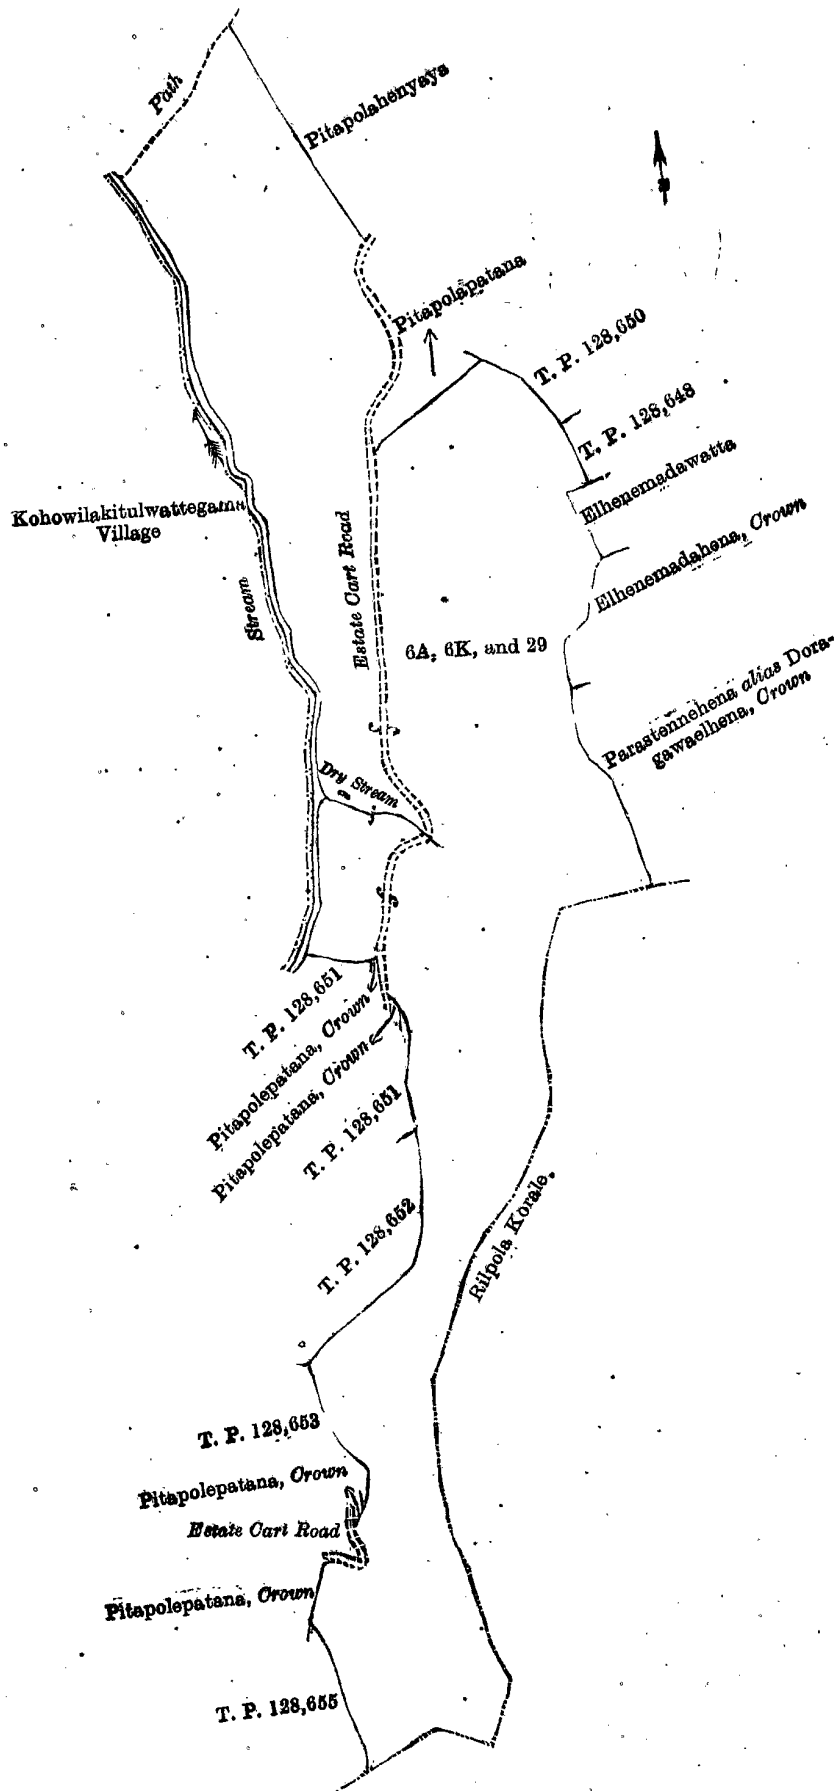 Path
Pitapolahenyaya
Pitapolapatana
T. P. 128,650
T. P. 128,648
Elhenemadawatta
Kohowilakitulwattegama
Village
Elhenemadahena, Crown
Estate Cart Road
Stream
6A, 6K, and 29
Parastennehena alias Dora-
gawaelhena, Crown
Dry Stream
T. P. 128,651
Pitapolepatana, Crown
Pitapolepatana, Crown
T. P. 128,651
T. P. 128,652
Rilpola Korale.
T. P. 128,653
Pitapolepatana, Crown
Estate Cart Road
Pitapolepatana, Crown
T. P. 128,655